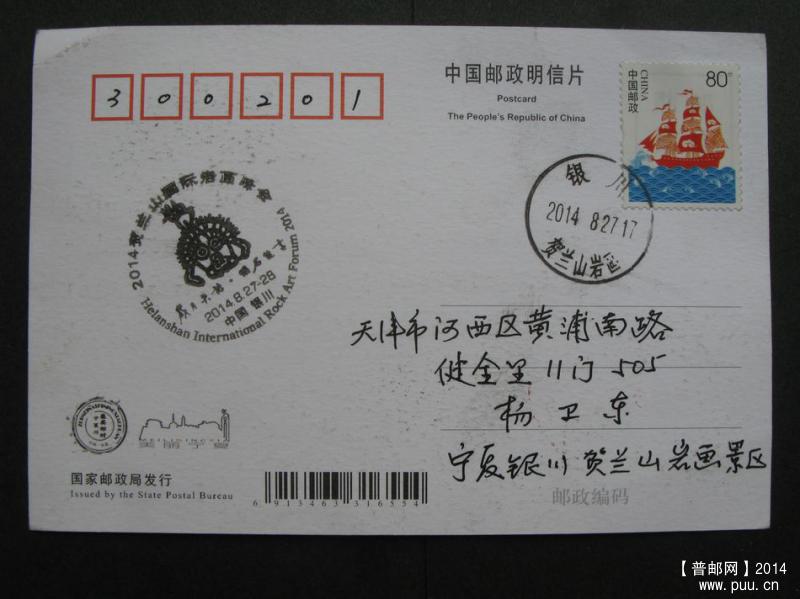 300201
中国邮政明信片
Postcard
The People's Republic of China
中国邮政
CHINA
80
2014贺兰山国际岩画峰会
2014.8.27-28
中国 银川
Helanshan International Rock Art Forum 2014
银川
2014 8 27 17
贺兰山岩画
天津市河西区黄浦南路
健全里11门505
杨卫东
宁夏银川贺兰山岩画景区
国家邮政局发行
Issued by the State Postal Bureau
6 913463 316554
邮政编码
【普邮网】2014
www.puu.cn